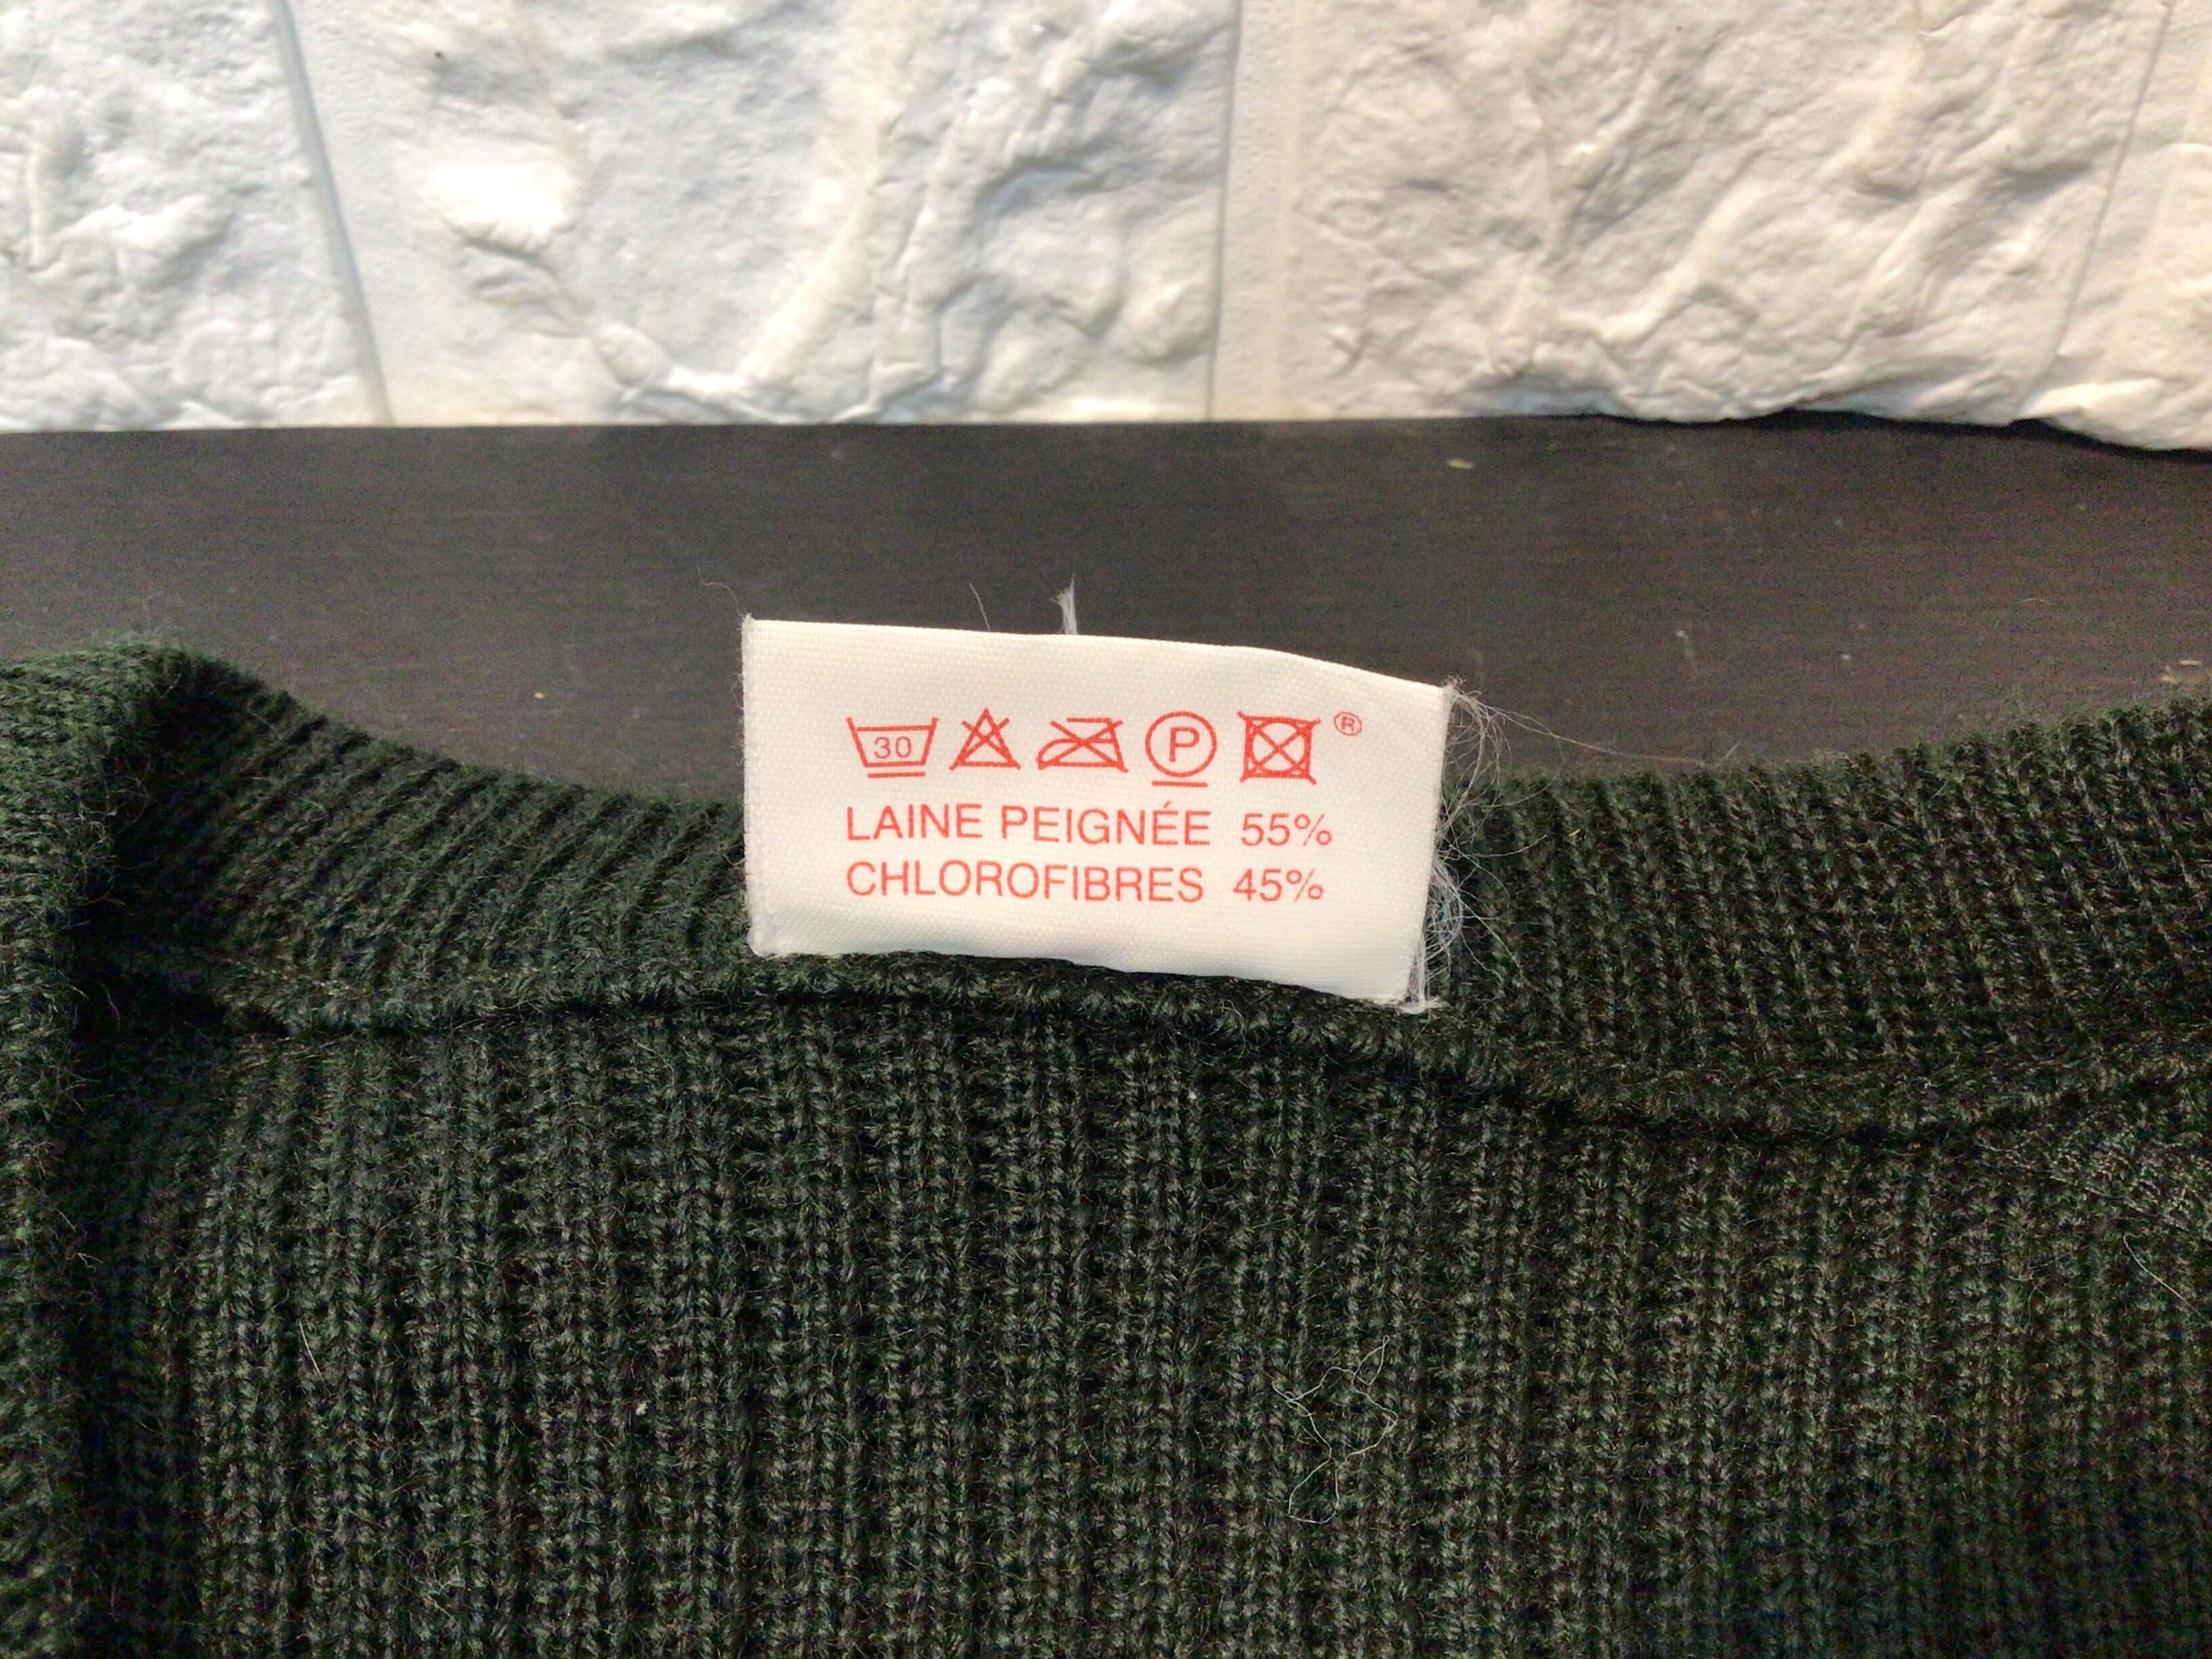 30 P ®
LAINE PEIGNÉE 55%
CHLOROFIBRES 45%